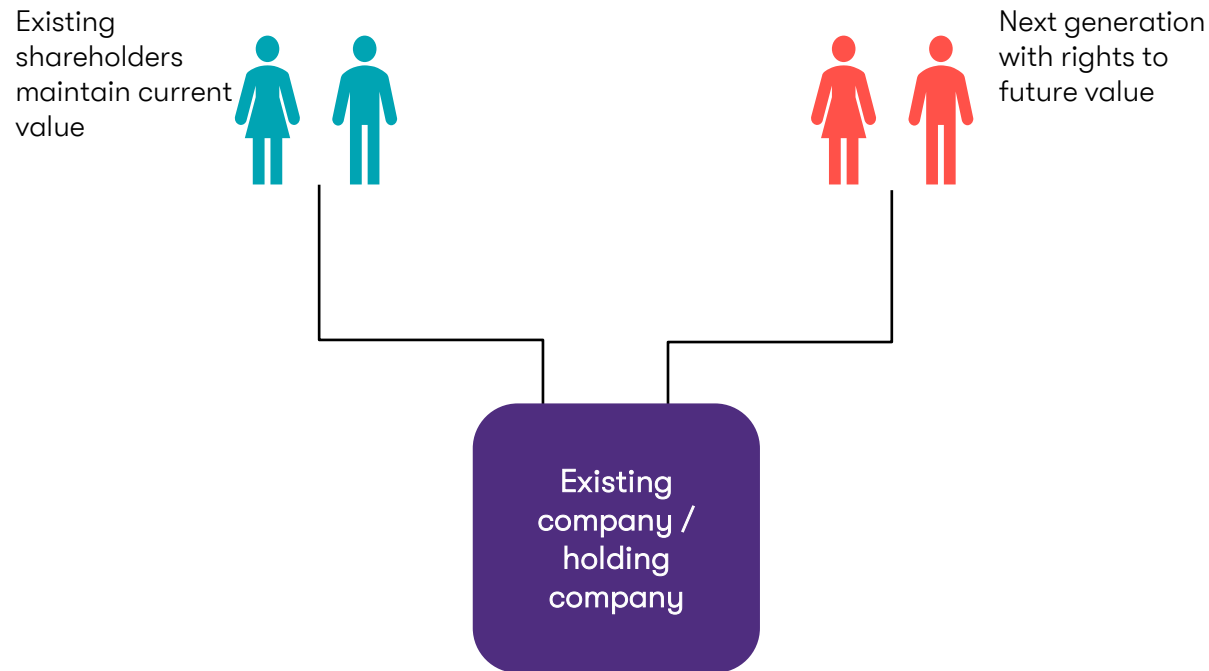 Existing
shareholders
maintain current
value
Next generation
with rights to
future value
Existing
company /
holding
company